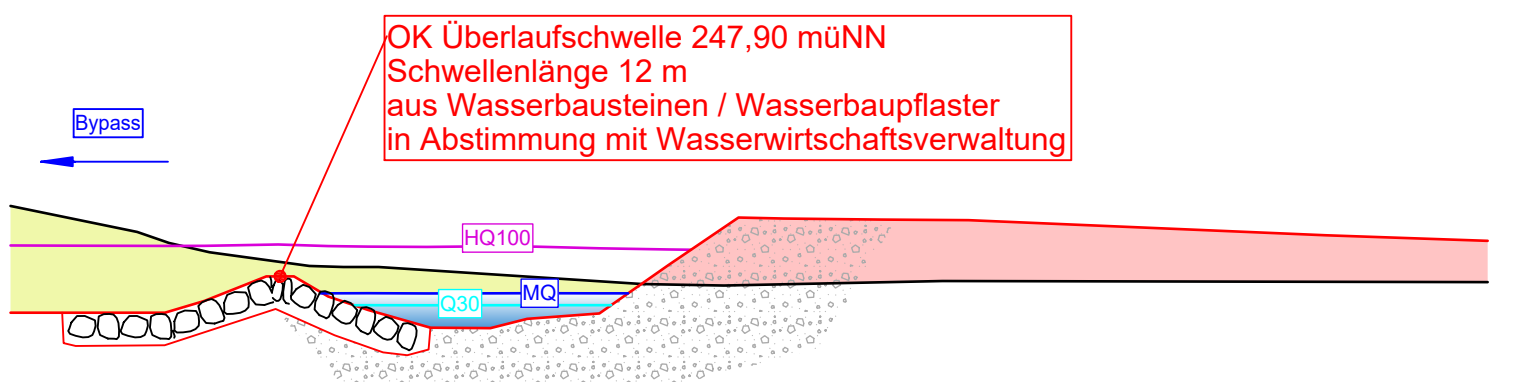 OK Überlaufschwelle 247,90 müNN
Schwellenlänge 12 m
aus Wasserbausteinen / Wasserbaupflaster
in Abstimmung mit Wasserwirtschaftsverwaltung
Bypass
HQ100
MQ
Q30